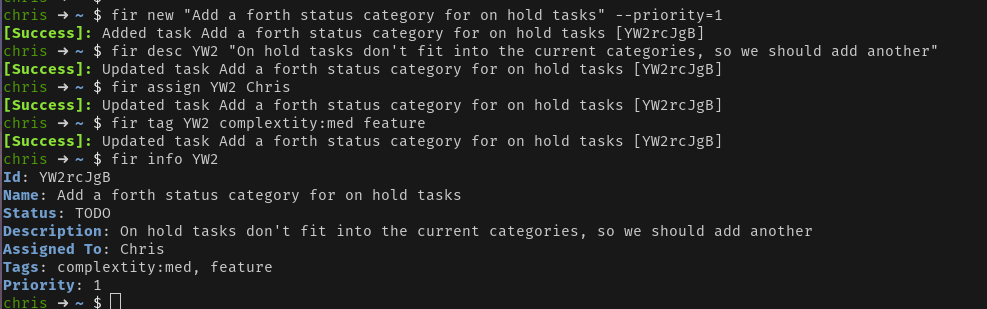 chris ➜ ~ $ fir new "Add a forth status category for on hold tasks" --priority=1
[Success]: Added task Add a forth status category for on hold tasks [YW2rcJgB]
chris ➜ ~ $ fir desc YW2 "On hold tasks don't fit into the current categories, so we should add another"
[Success]: Updated task Add a forth status category for on hold tasks [YW2rcJgB]
chris ➜ ~ $ fir assign YW2 Chris
[Success]: Updated task Add a forth status category for on hold tasks [YW2rcJgB]
chris ➜ ~ $ fir tag YW2 complextity:med feature
[Success]: Updated task Add a forth status category for on hold tasks [YW2rcJgB]
chris ➜ ~ $ fir info YW2
Id: YW2rcJgB
Name: Add a forth status category for on hold tasks
Status: TODO
Description: On hold tasks don't fit into the current categories, so we should add another
Assigned To: Chris
Tags: complextity:med, feature
Priority: 1
chris ➜ ~ $